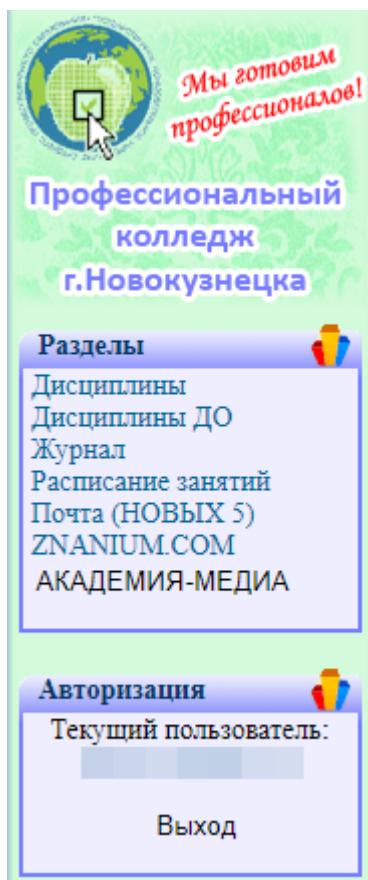 Мы готовим
профессионалов!
Профессиональный
колледж
г.Новокузнецка
Разделы
Дисциплины
Дисциплины ДО
Журнал
Расписание занятий
Почта (НОВЫХ 5)
ZNANIUM.COM
АКАДЕМИЯ-МЕДИА
Авторизация
Текущий пользователь:
Выход